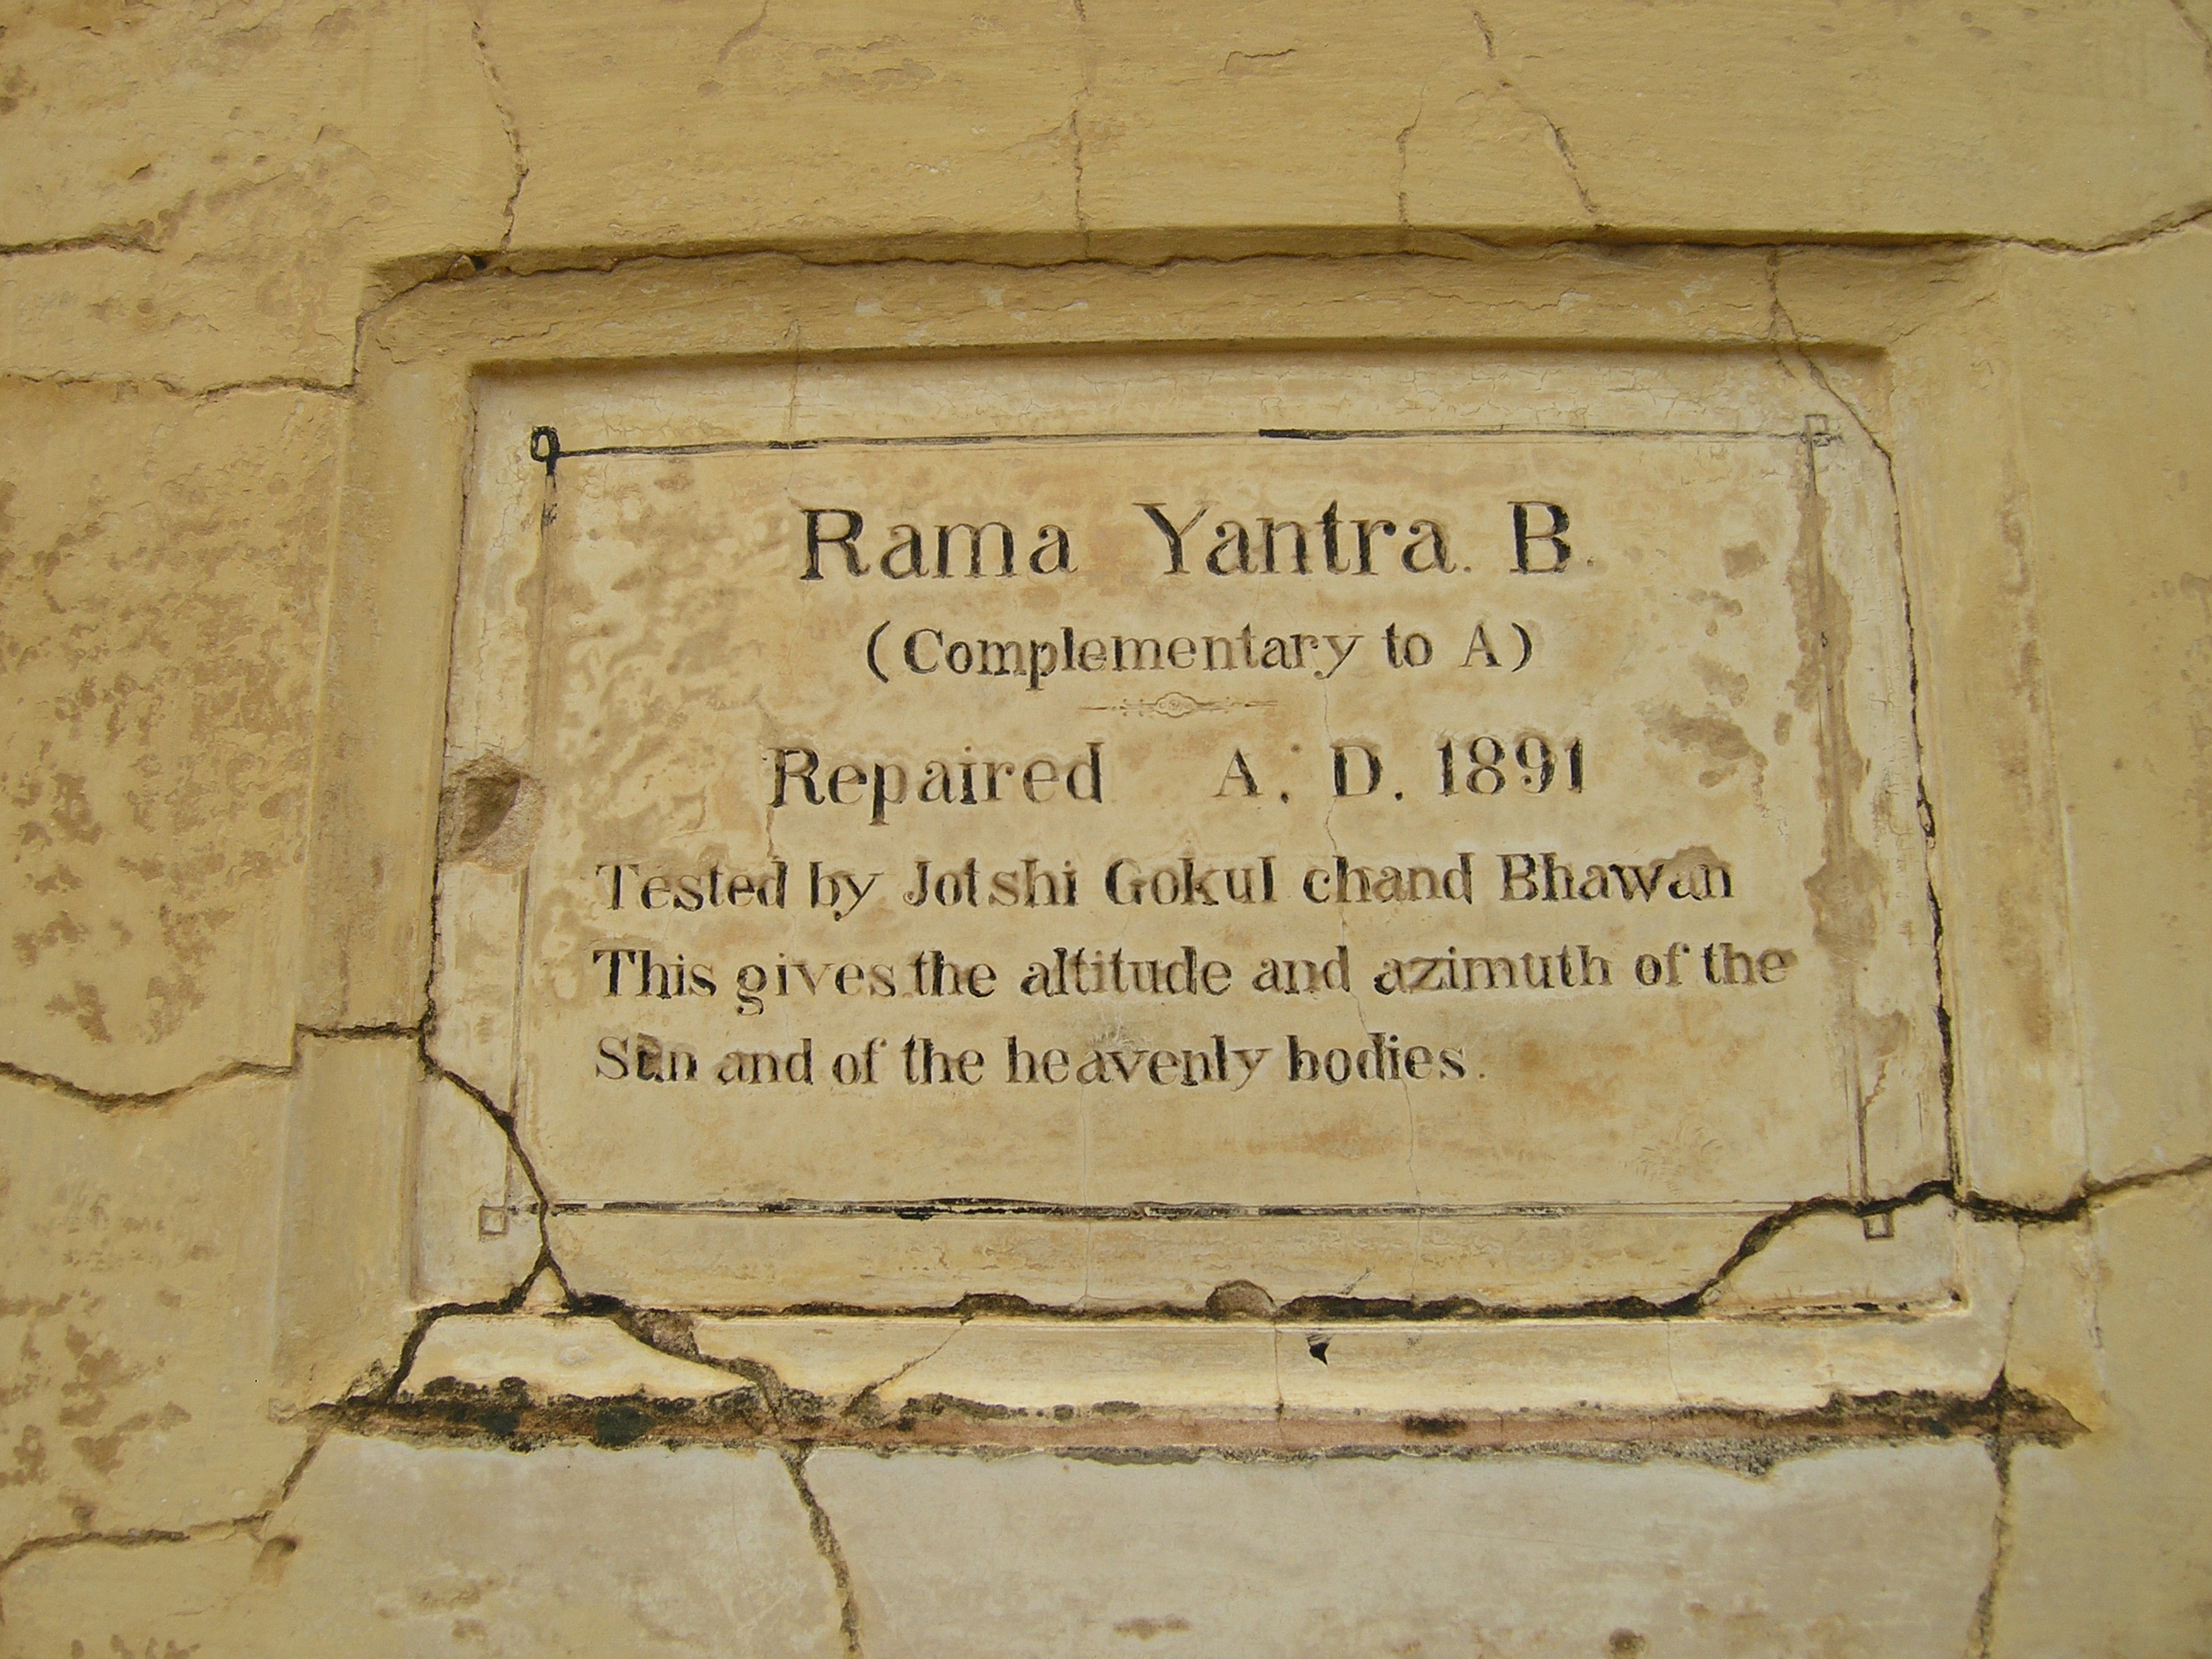 Rama Yantra. B.
(Complementary to A)
Repaired A. D. 1891
Tested by Jotshi Gokul chand Bhawan
This gives the altitude and azimuth of the
Sun and of the heavenly bodies.